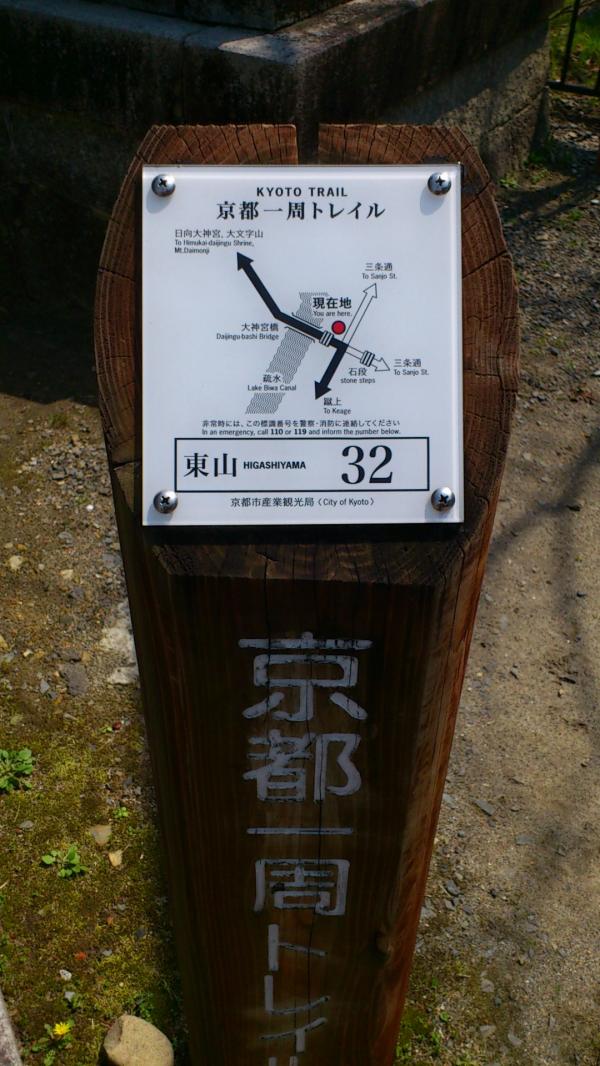 KYOTO TRAIL
京都一周トレイル
日向大神宮, 大文字山
To Himukai-daijingu Shrine,
Mt.Daimonji
三条通
To Sanjo St.
現在地
You are here.
大神宮橋
Daijingu-bashi Bridge
三条通
To Sanjo St.
石段
stone steps
疏水
Lake Biwa Canal
蹴上
To Keage
非常時には、この標識番号を警察・消防に連絡してください
In an emergency, call 110 or 119 and inform the number below.
東山 HIGASHIYAMA 32
京都市産業観光局〈City of Kyoto〉
京都一周トレイル